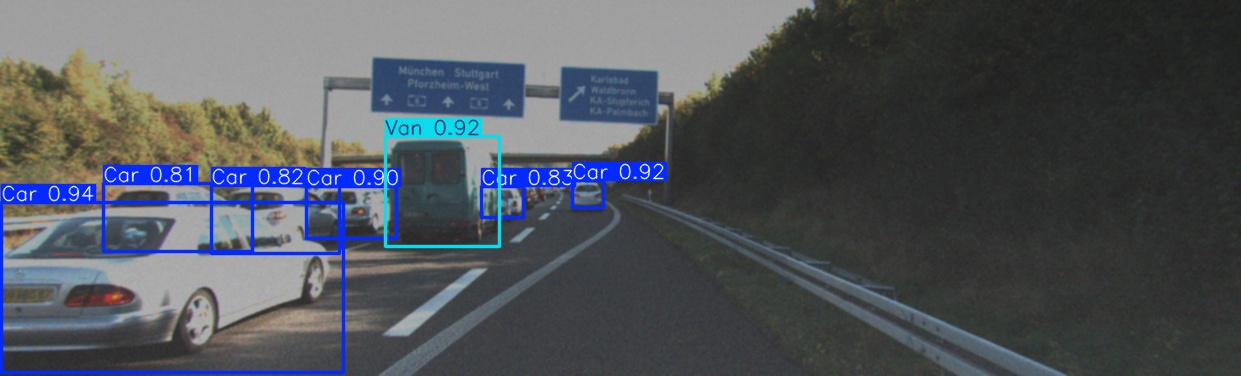 München Stuttgart
Pforzheim-West
Karlsbad
Waldbronn
KA-Stupferich
KA-Palmbach
Van 0.92
Car 0.81
Car 0.82
Car 0.90
Car 0.83
Car 0.92
Car 0.94